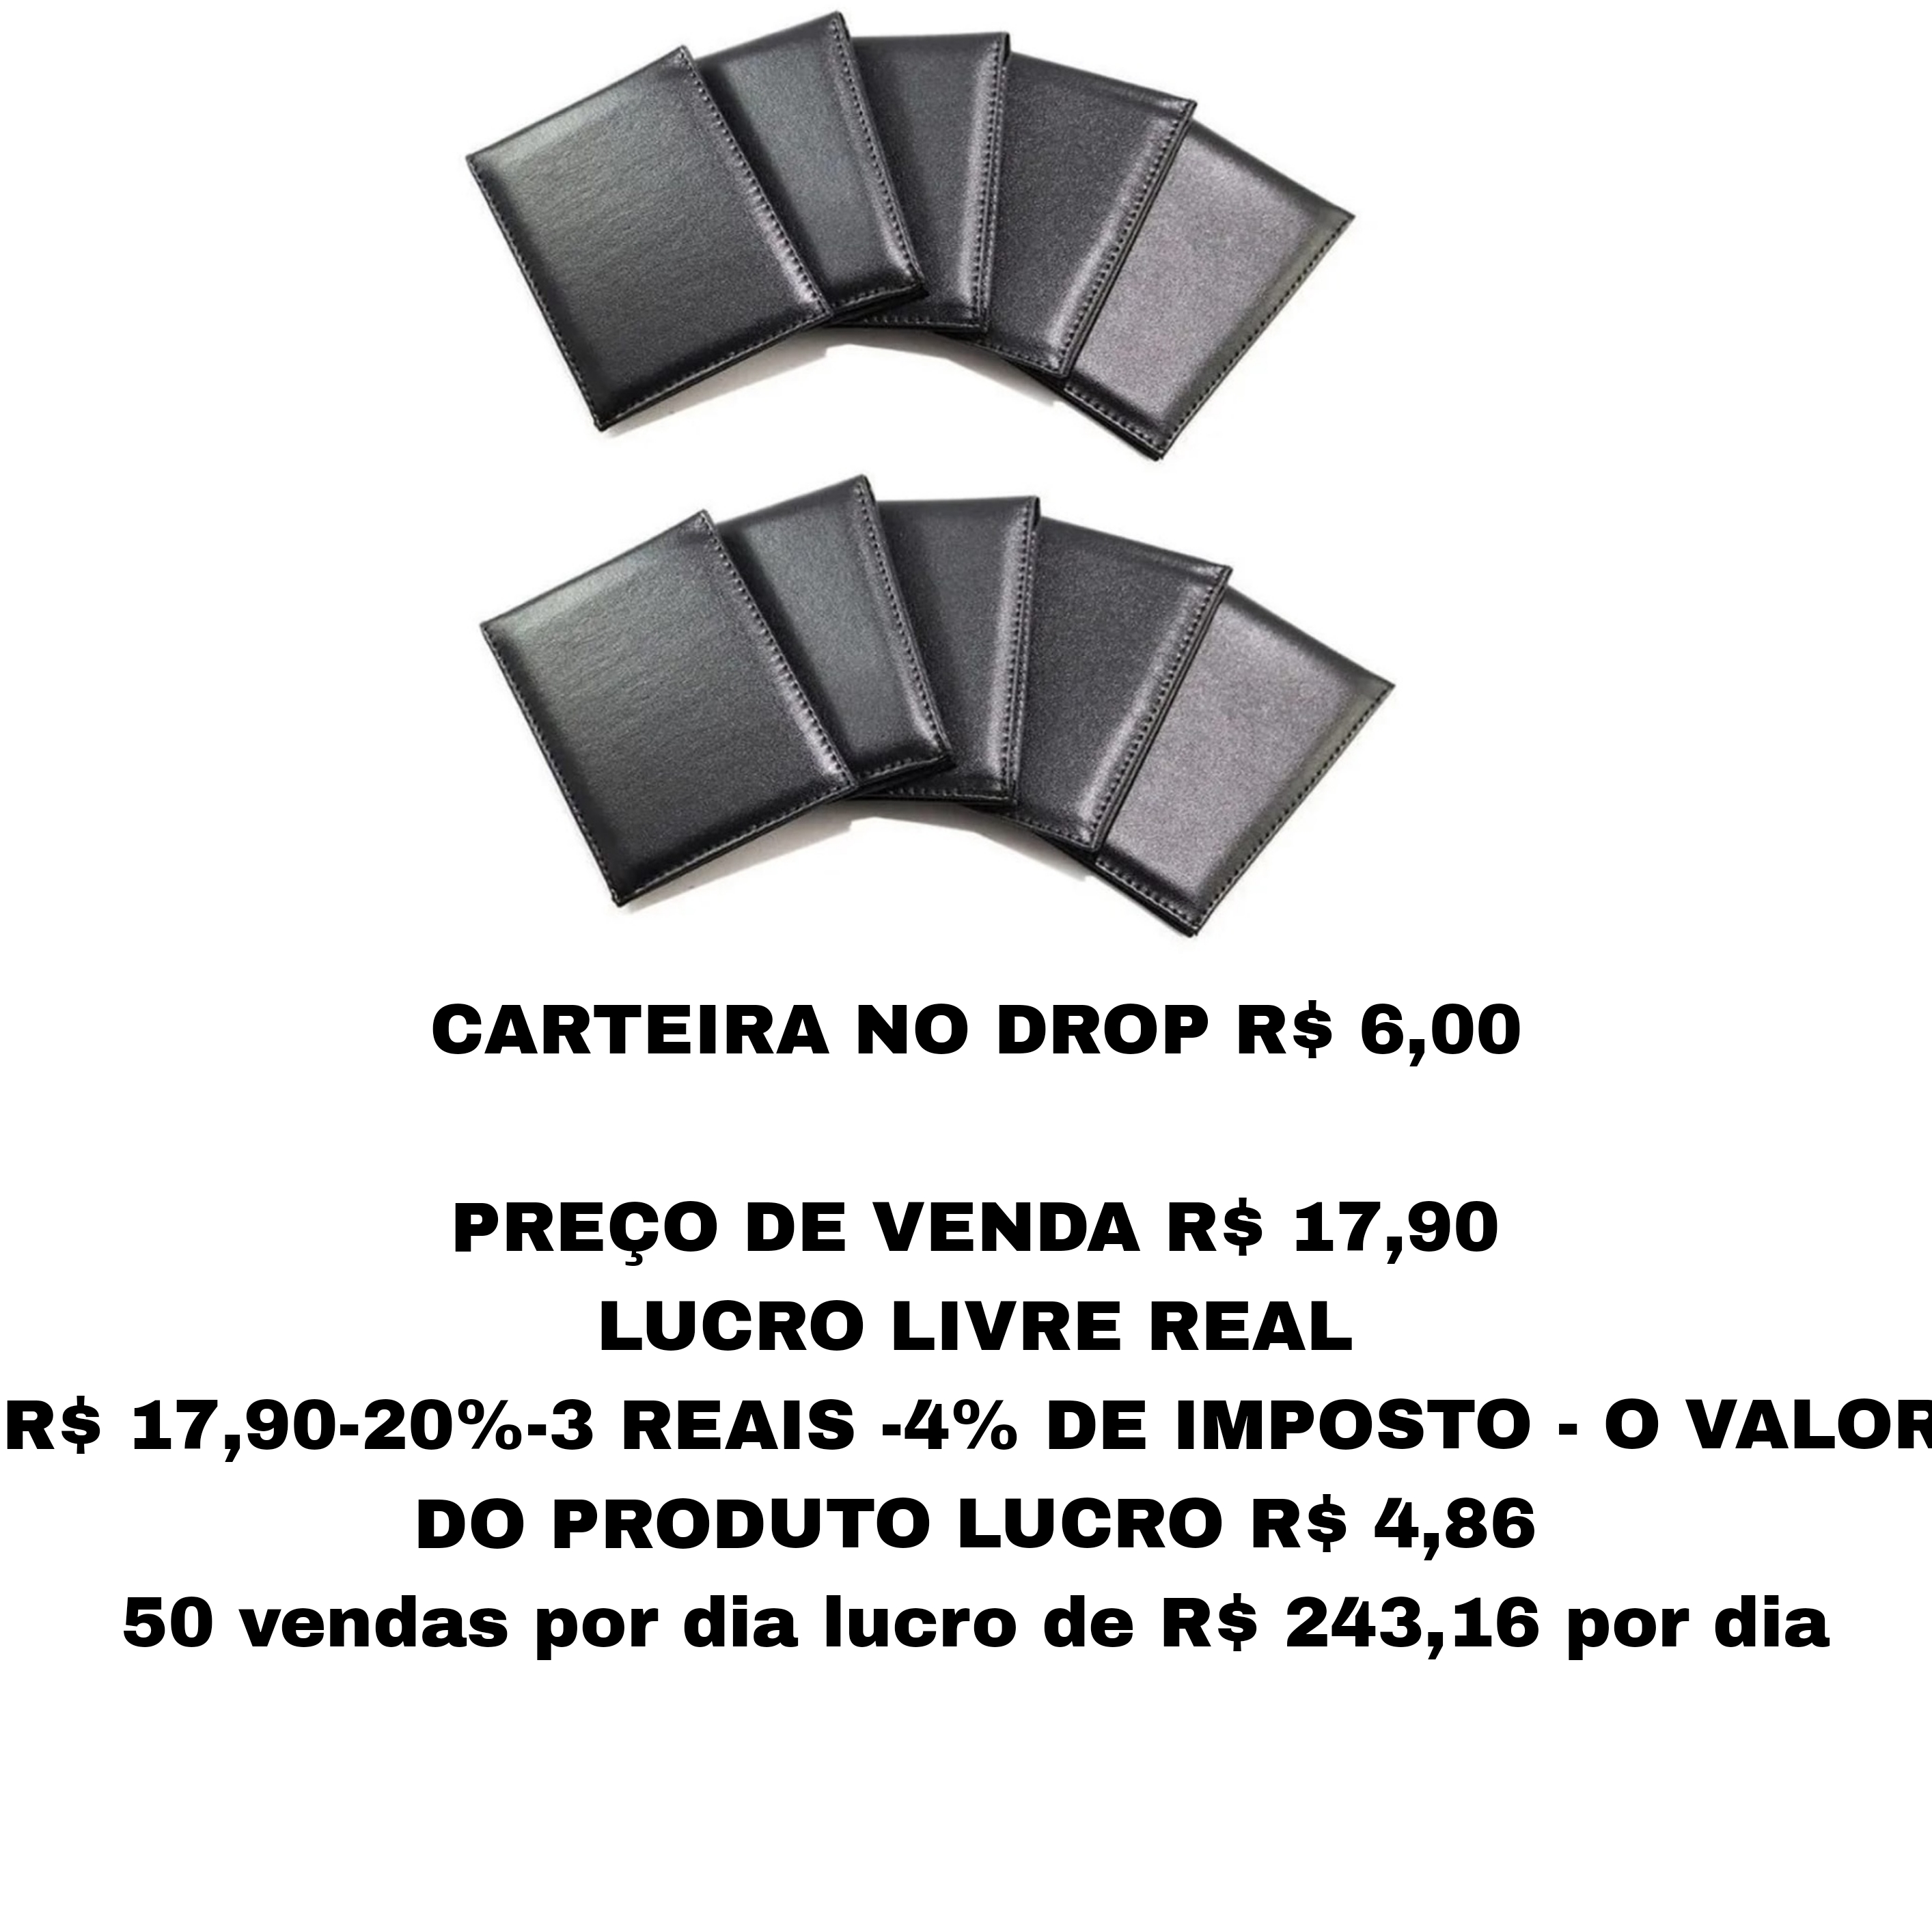 CARTEIRA NO DROP R$ 6,00
PREÇO DE VENDA R$ 17,90
LUCRO LIVRE REAL
R$ 17,90-20%-3 REAIS -4% DE IMPOSTO - O VALOR
DO PRODUTO LUCRO R$ 4,86
50 vendas por dia lucro de R$ 243,16 por dia